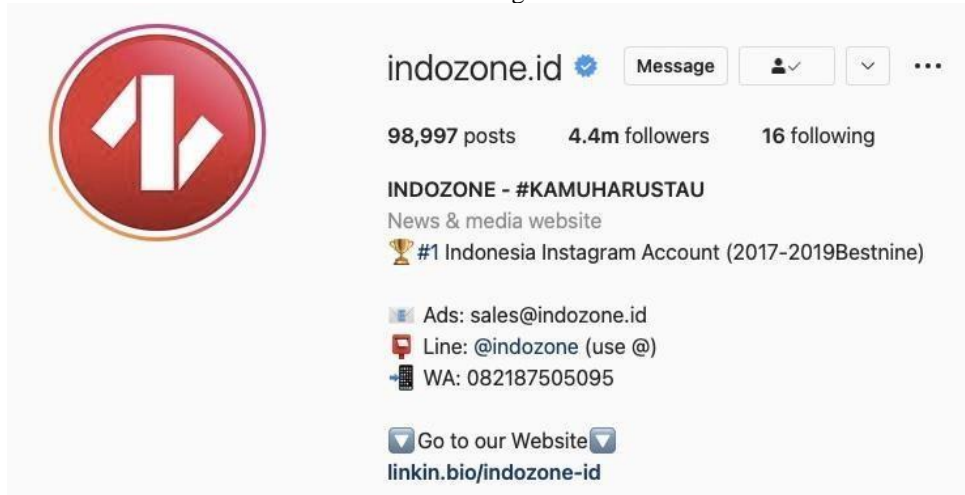 indozone.id Message
98,997 posts 4.4m followers 16 following
INDOZONE - #KAMUHARUSTAU
News & media website
#1 Indonesia Instagram Account (2017-2019Bestnine)
Ads: sales@indozone.id
Line: @indozone (use @)
WA: 082187505095
Go to our Website
linkin.bio/indozone-id